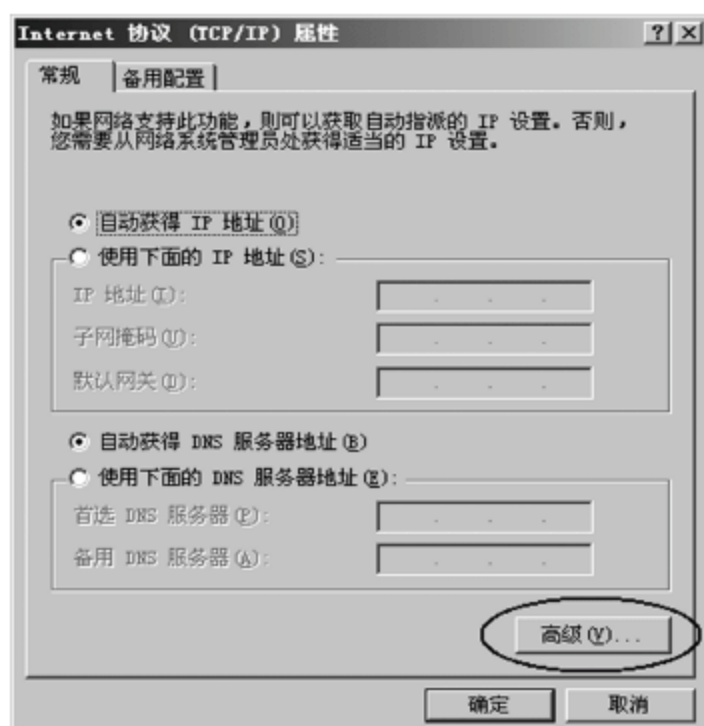 Internet 协议 (TCP/IP) 属性
常规
备用配置
如果网络支持此功能，则可以获取自动指派的 IP 设置。否则，
您需要从网络系统管理员处获得适当的 IP 设置。
自动获得 IP 地址(O)
使用下面的 IP 地址(S):
IP 地址(I):
子网掩码(U):
默认网关(D):
自动获得 DNS 服务器地址(B)
使用下面的 DNS 服务器地址(E):
首选 DNS 服务器(P):
备用 DNS 服务器(A):
高级(V)...
确定
取消